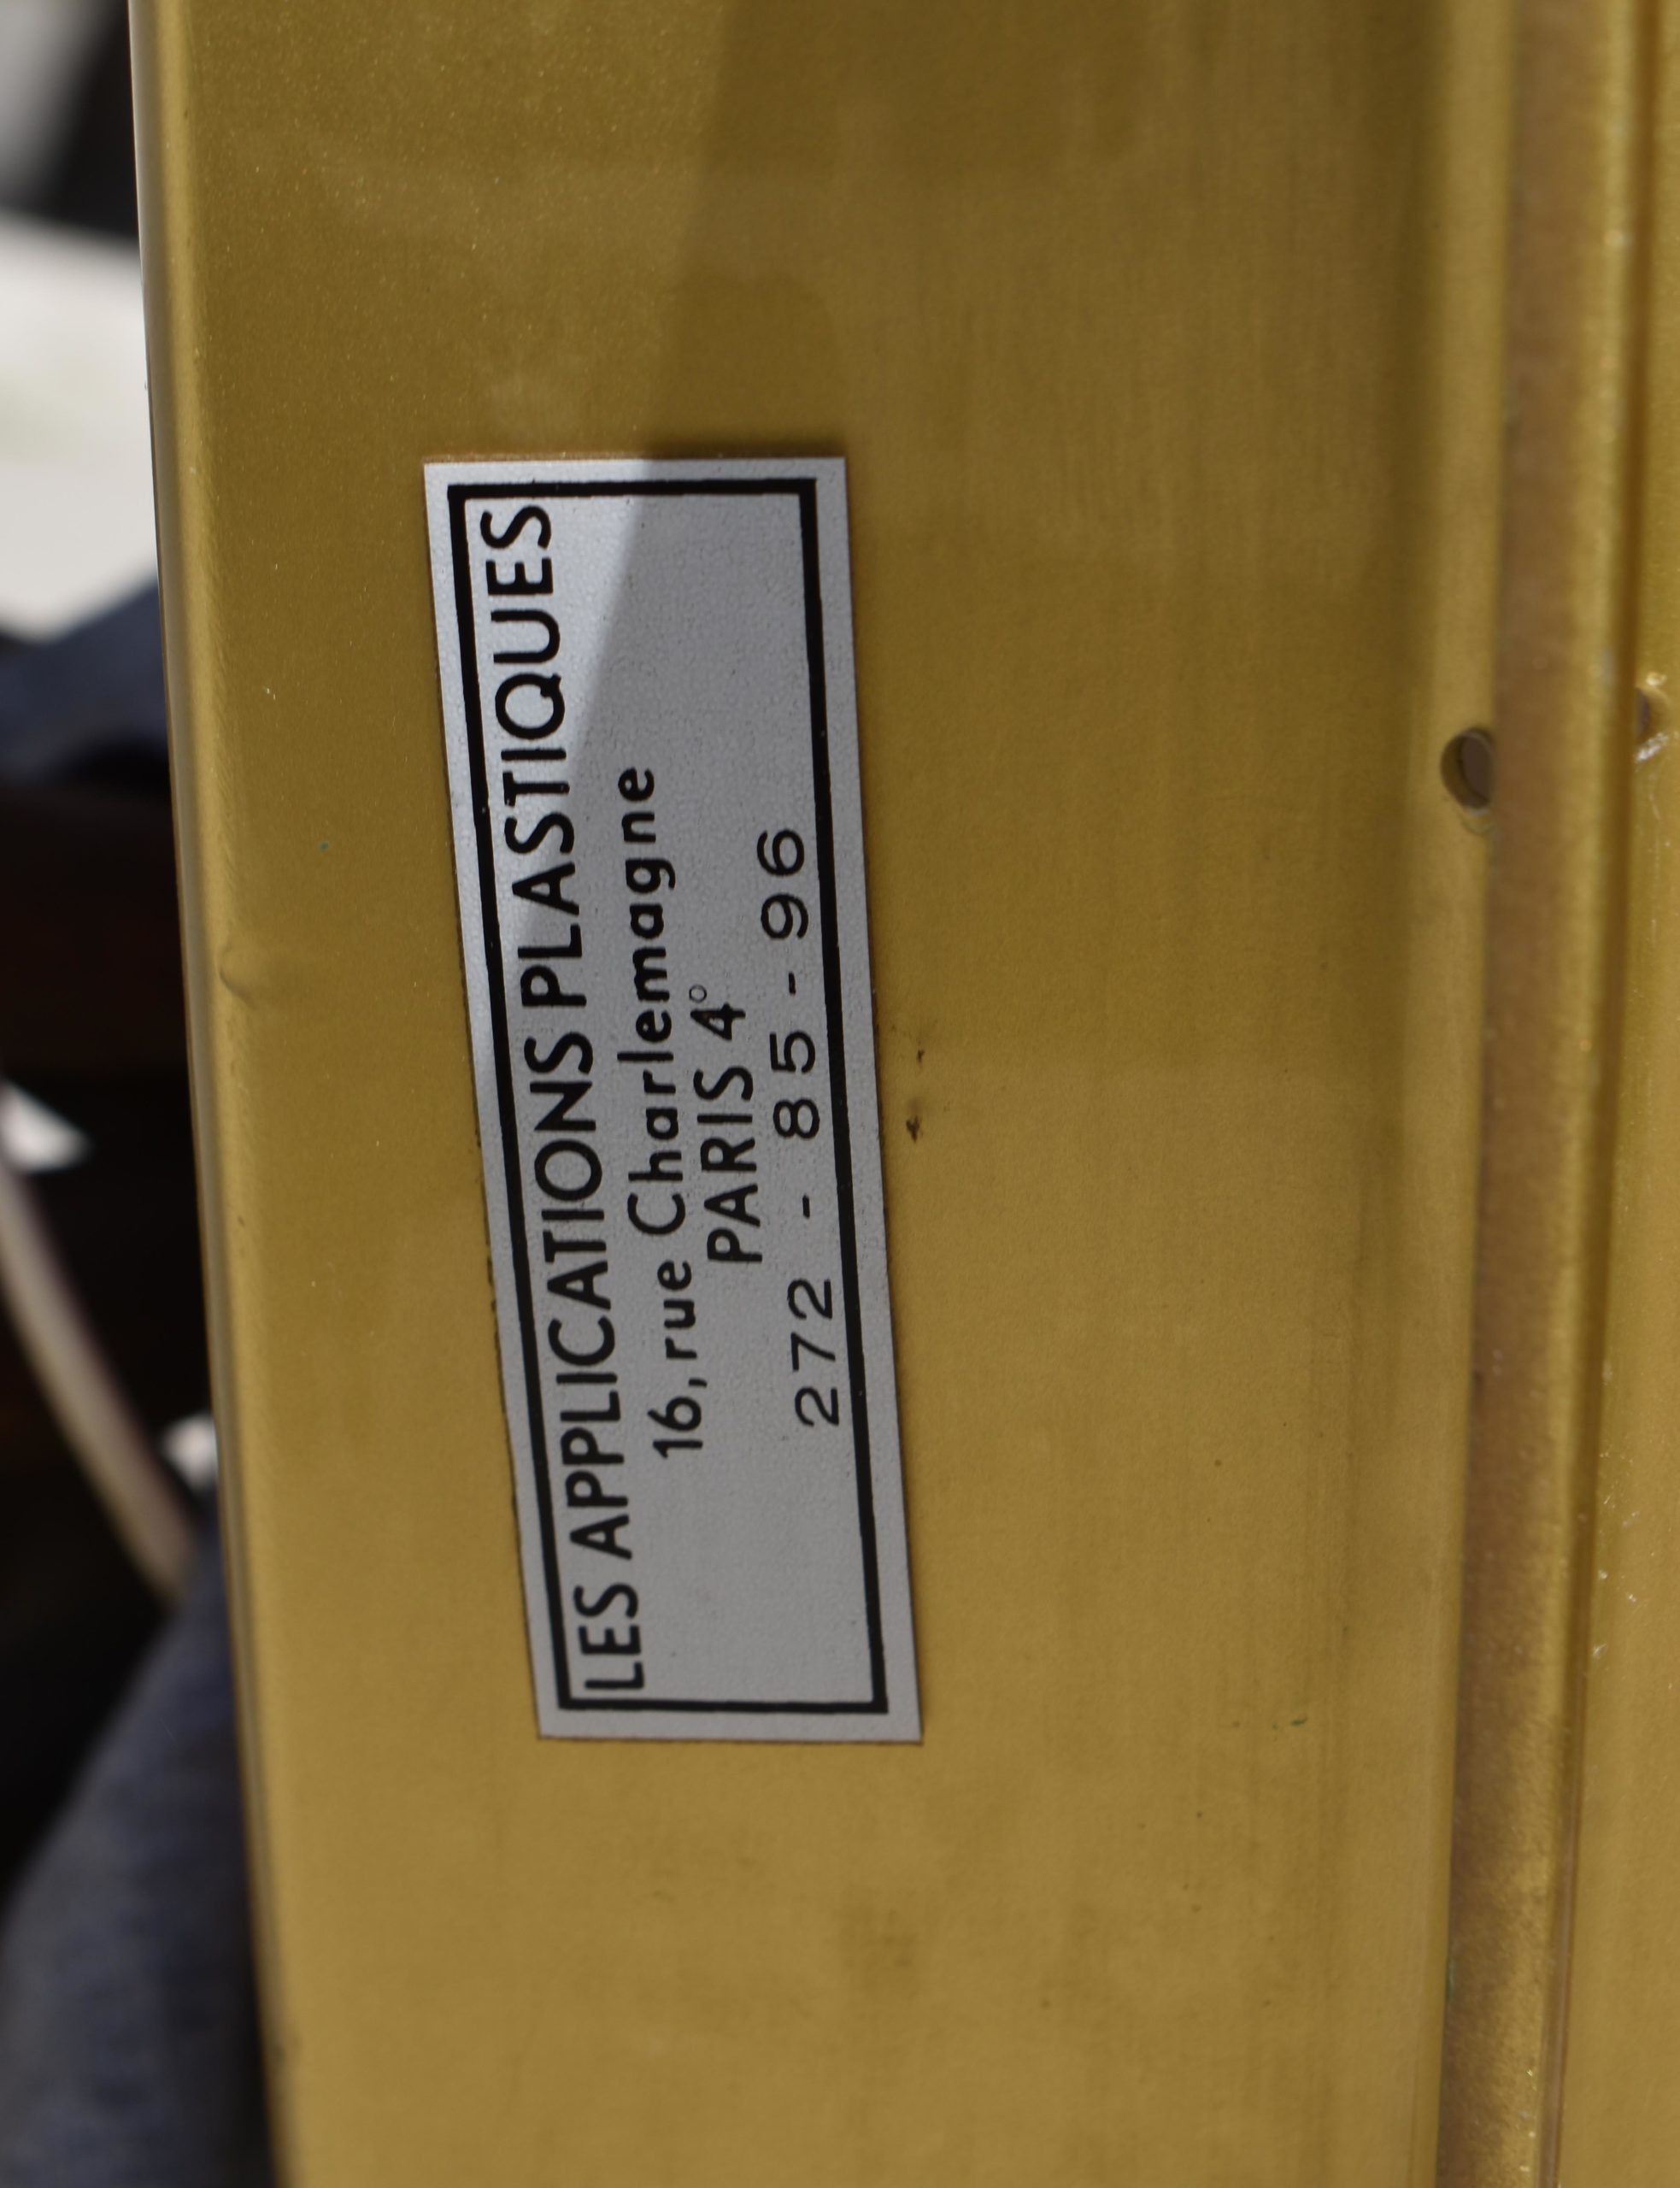 LES APPLICATIONS PLASTIQUES
16, rue Charlemagne
PARIS 4°
272 - 85 - 96